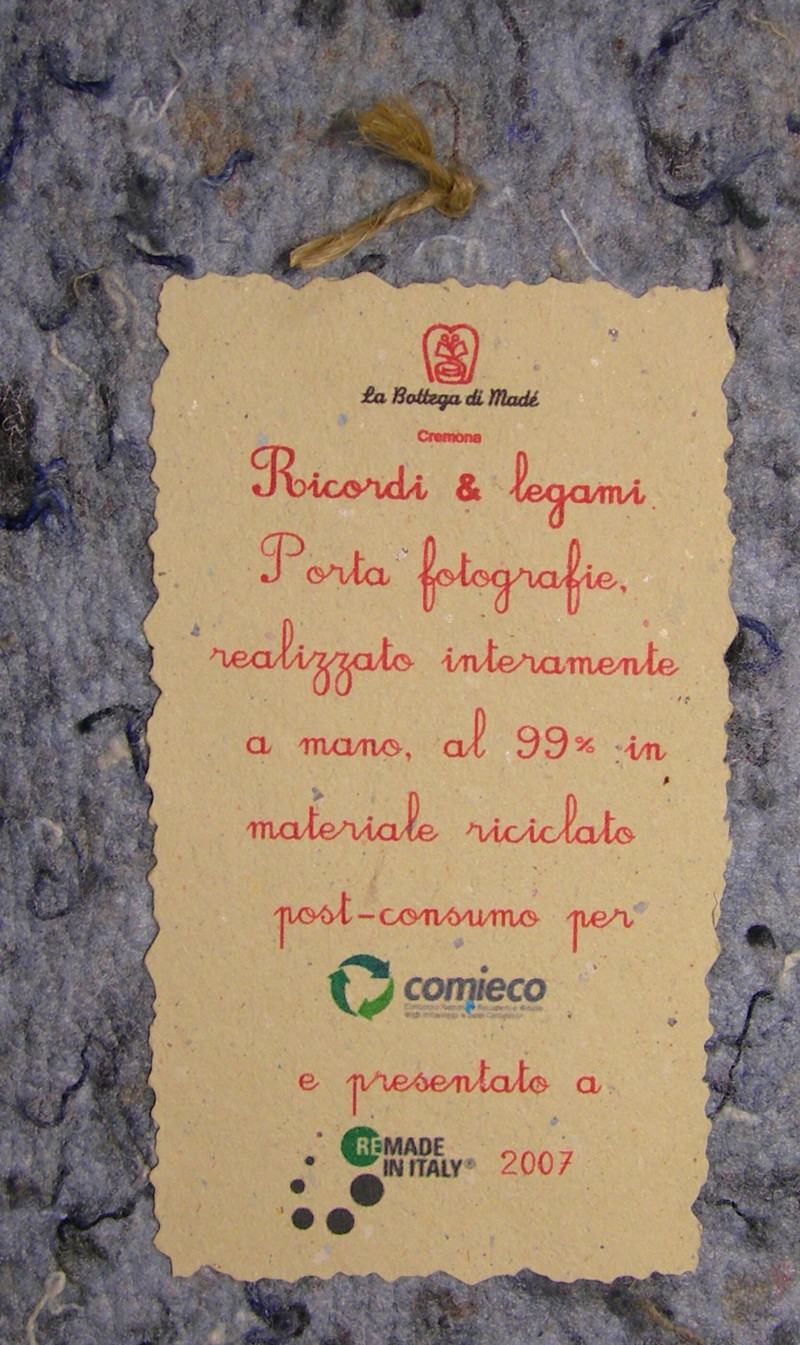 La Bottega di Madé
Cremona
Ricordi & legami.
Porta fotografie,
realizzato interamente
a mano, al 99% in
materiale riciclato
post-consumo per
comieco
e presentato a
REMADE
IN ITALY® 2007